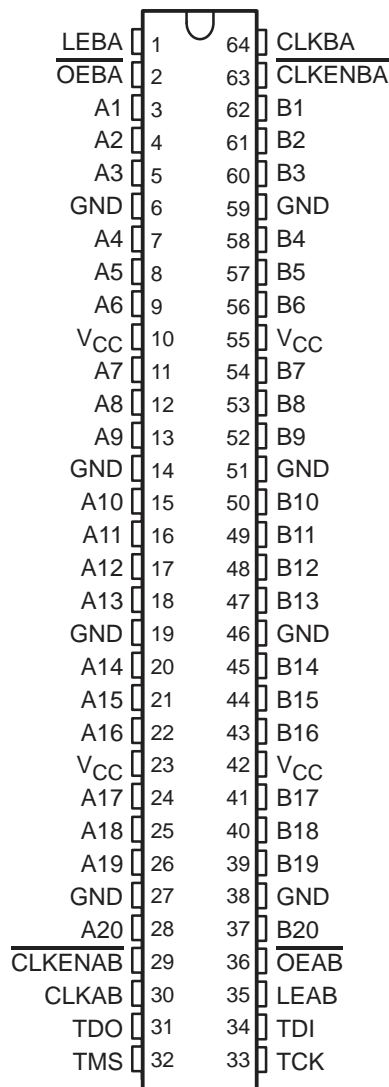 LEBA 1 64 CLKBA
OEBA 2 63 CLKENBA
A1 3 62 B1
A2 4 61 B2
A3 5 60 B3
GND 6 59 GND
A4 7 58 B4
A5 8 57 B5
A6 9 56 B6
VCC 10 55 VCC
A7 11 54 B7
A8 12 53 B8
A9 13 52 B9
GND 14 51 GND
A10 15 50 B10
A11 16 49 B11
A12 17 48 B12
A13 18 47 B13
GND 19 46 GND
A14 20 45 B14
A15 21 44 B15
A16 22 43 B16
VCC 23 42 VCC
A17 24 41 B17
A18 25 40 B18
A19 26 39 B19
GND 27 38 GND
A20 28 37 B20
CLKENAB 29 36 OEAB
CLKAB 30 35 LEAB
TDO 31 34 TDI
TMS 32 33 TCK